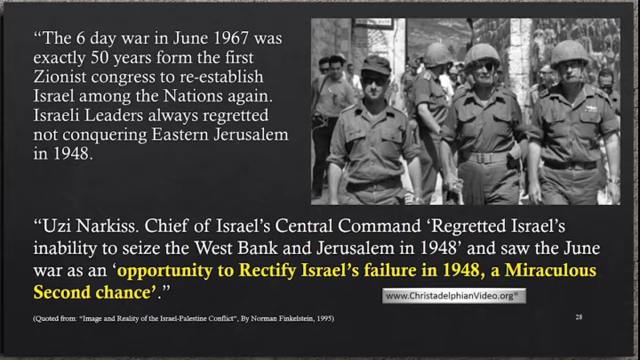 “The 6 day war in June 1967 was
exactly 50 years form the first
Zionist congress to re-establish
Israel among the Nations again.
Israeli Leaders always regretted
not conquering Eastern Jerusalem
in 1948.
“Uzi Narkiss. Chief of Israel’s Central Command ‘Regretted Israel’s
inability to seize the West Bank and Jerusalem in 1948’ and saw the June
war as an ‘opportunity to Rectify Israel’s failure in 1948, a Miraculous
Second chance’.”
www.ChristadelphianVideo.org"
(Quoted from: “Image and Reality of the Israel-Palestine Conflict”, By Norman Finkelstein, 1995)
28